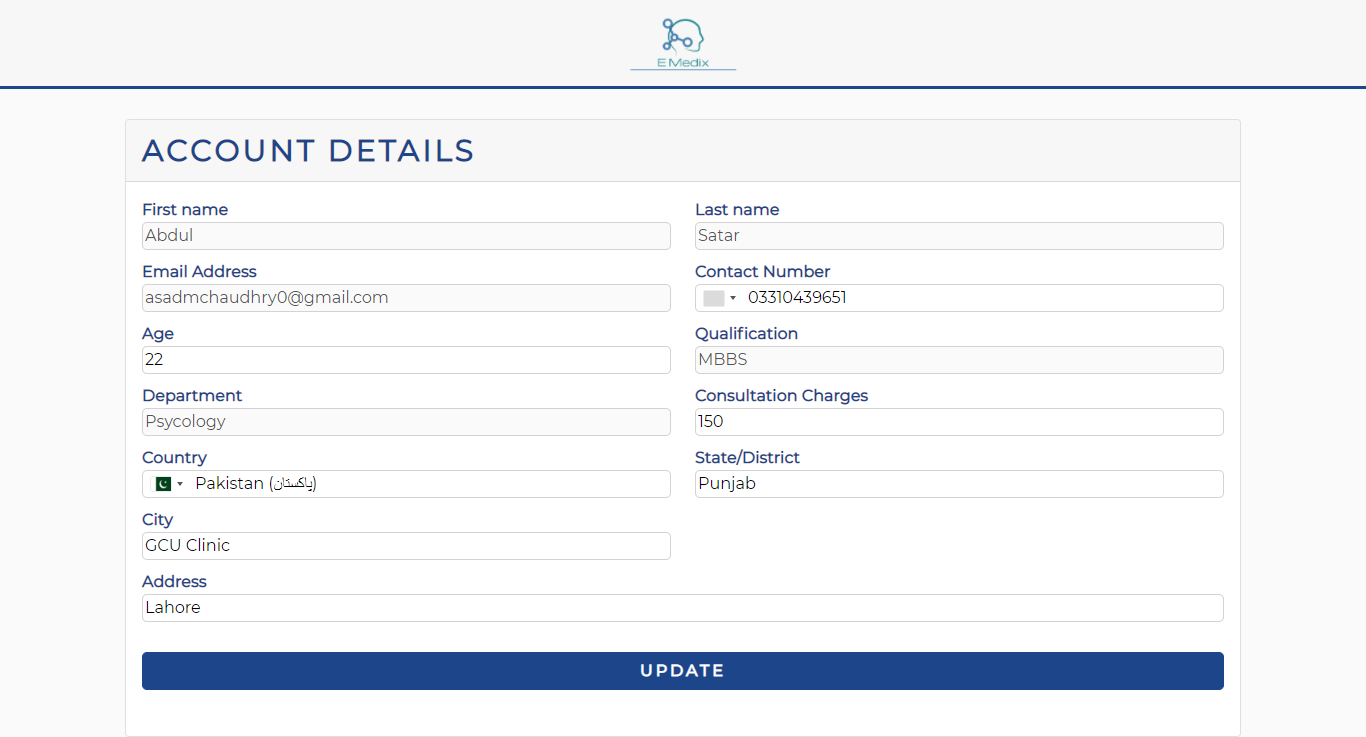 E Medix
ACCOUNT DETAILS
First name
Last name
Abdul
Satar
Email Address
Contact Number
asadmchaudhry0@gmail.com
03310439651
Age
Qualification
22
MBBS
Department
Consultation Charges
Psycology
150
Country
State/District
Pakistan (‫پاکستان‬‎)
Punjab
City
GCU Clinic
Address
Lahore
UPDATE